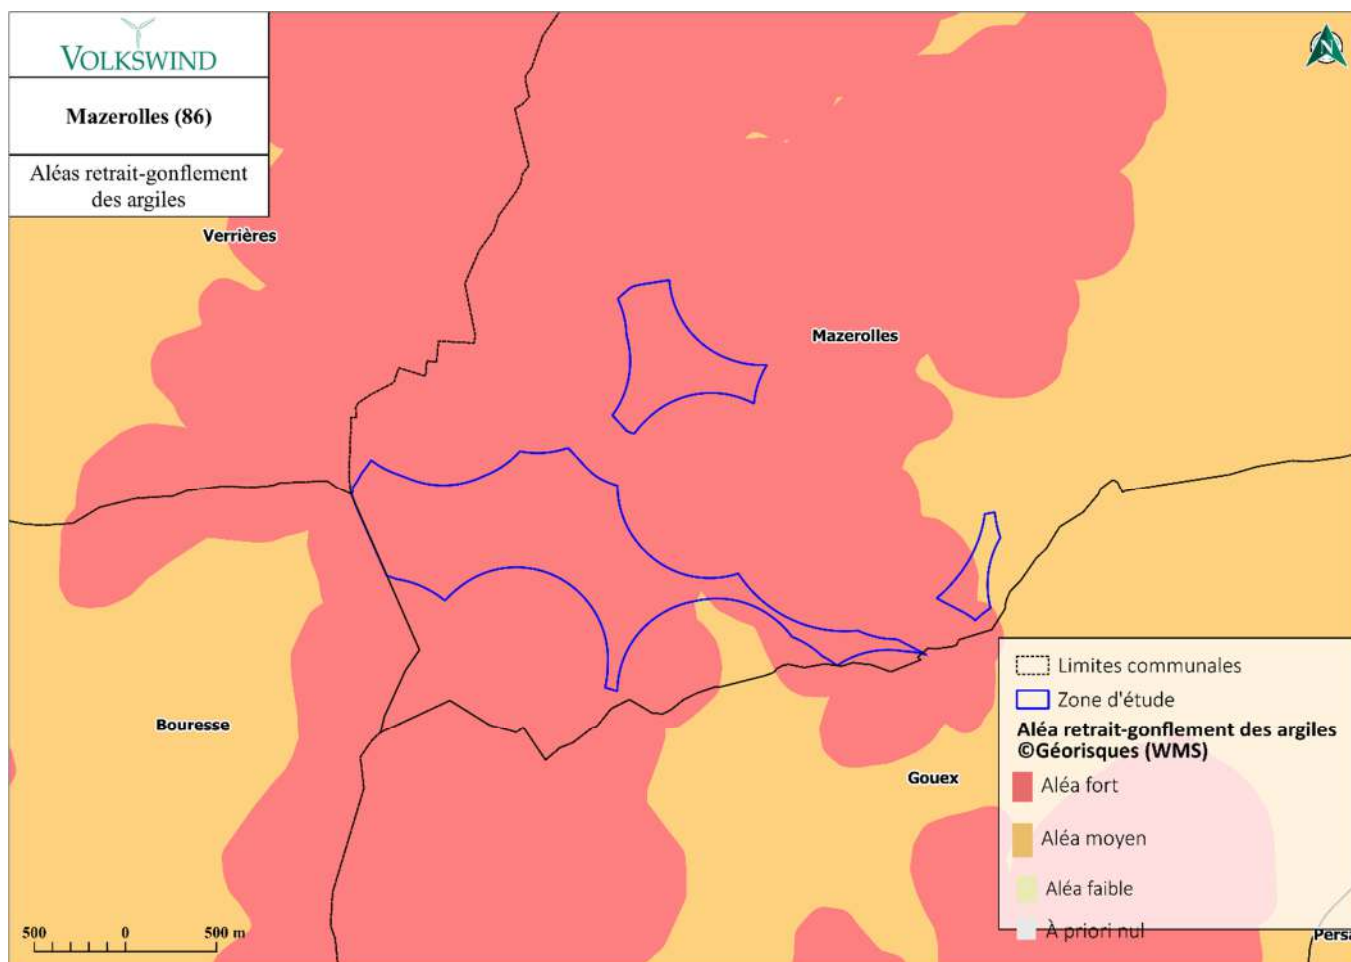 VOLKSWIND
Mazerolles (86)
Aléas retrait-gonflement
des argiles
N
Verrières
Mazerolles
Bouresse
Gouex
Limites communales
Zone d'étude
Aléa retrait-gonflement des argiles
©Géorisques (WMS)
Aléa fort
Aléa moyen
Aléa faible
À priori nul
Persa
500 0 500 m